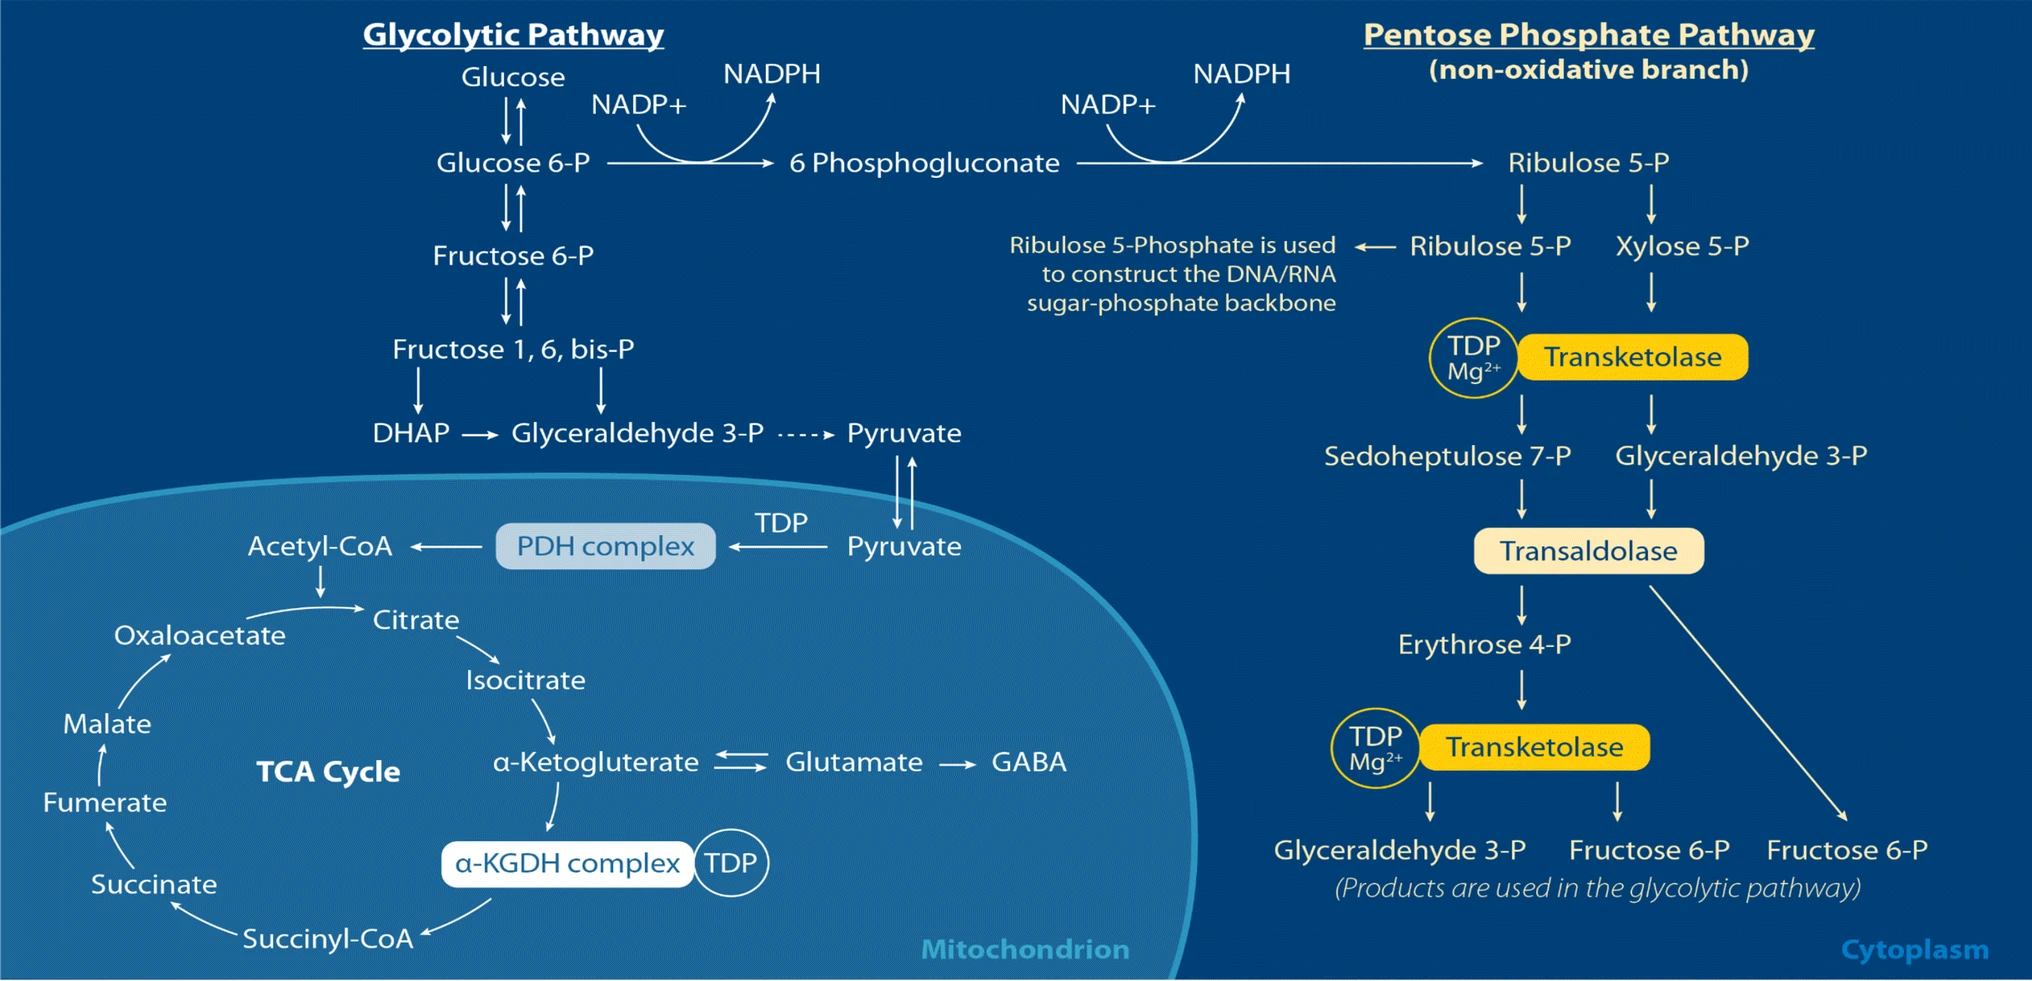 Glycolytic Pathway
Glucose
NADP+
NADPH
Glucose 6-P
6 Phosphogluconate
NADP+
NADPH
Fructose 6-P
Fructose 1, 6, bis-P
DHAP
Glyceraldehyde 3-P
Pyruvate
Pyruvate
TDP
PDH complex
Acetyl-CoA
Oxaloacetate
Citrate
Isocitrate
Malate
TCA Cycle
α-Ketogluterate
Glutamate
GABA
Fumerate
α-KGDH complex
TDP
Succinate
Succinyl-CoA
Mitochondrion
Pentose Phosphate Pathway
(non-oxidative branch)
Ribulose 5-P
Ribulose 5-Phosphate is used
to construct the DNA/RNA
sugar-phosphate backbone
Ribulose 5-P
Xylose 5-P
TDP
Mg²⁺
Transketolase
Sedoheptulose 7-P
Glyceraldehyde 3-P
Transaldolase
Erythrose 4-P
TDP
Mg²⁺
Transketolase
Glyceraldehyde 3-P
Fructose 6-P
Fructose 6-P
(Products are used in the glycolytic pathway)
Cytoplasm